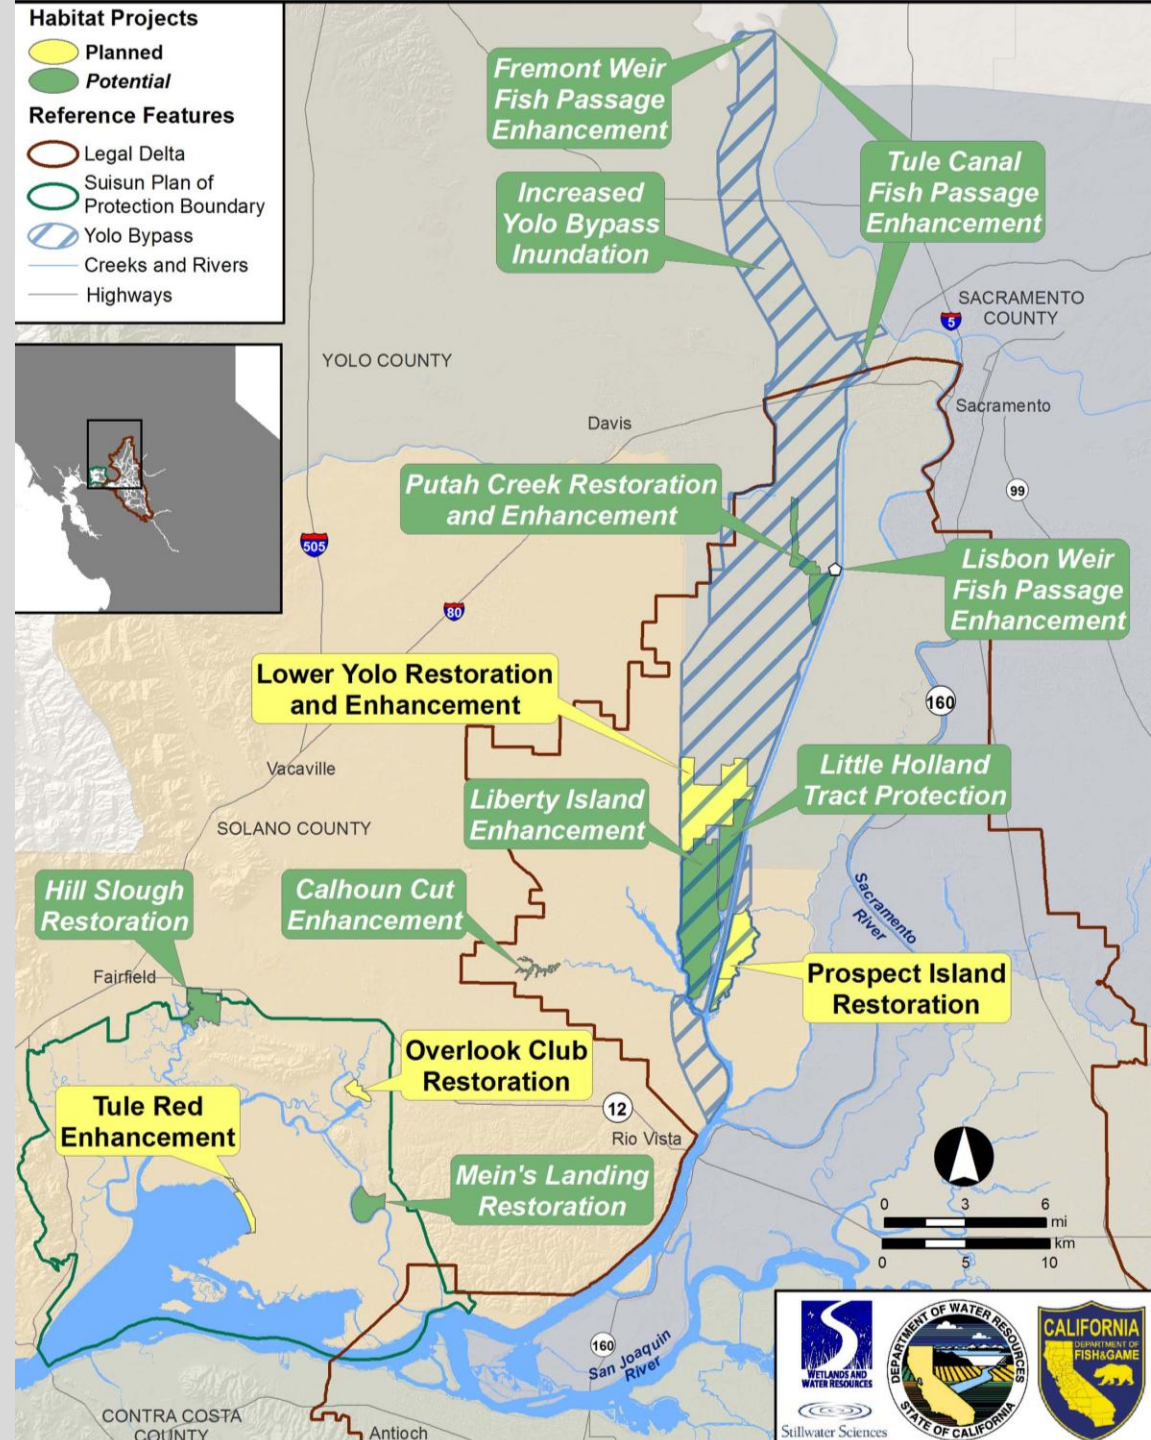 Habitat Projects
Planned
Potential
Reference Features
Legal Delta
Suisun Plan of
Protection Boundary
Yolo Bypass
Creeks and Rivers
Highways
Fremont Weir
Fish Passage
Enhancement
Tule Canal
Fish Passage
Enhancement
Increased
Yolo Bypass
Inundation
SACRAMENTO
COUNTY
5
YOLO COUNTY
Davis
Sacramento
Putah Creek Restoration
and Enhancement
99
505
Lisbon Weir
Fish Passage
Enhancement
80
Lower Yolo Restoration
and Enhancement
160
Vacaville
Little Holland
Tract Protection
Liberty Island
Enhancement
SOLANO COUNTY
Hill Slough
Restoration
Calhoun Cut
Enhancement
Sacramento
River
Fairfield
Prospect Island
Restoration
Overlook Club
Restoration
Tule Red
Enhancement
12
Rio Vista
Mein's Landing
Restoration
0 3 6
mi
km
0 5 10
160
San Joaquin
River
CONTRA COSTA
COUNTY
Antioch
WETLANDS AND
WATER RESOURCES
Stillwater Sciences
DEPARTMENT OF WATER RESOURCES
STATE OF CALIFORNIA
CALIFORNIA
DEPARTMENT OF
FISH&GAME